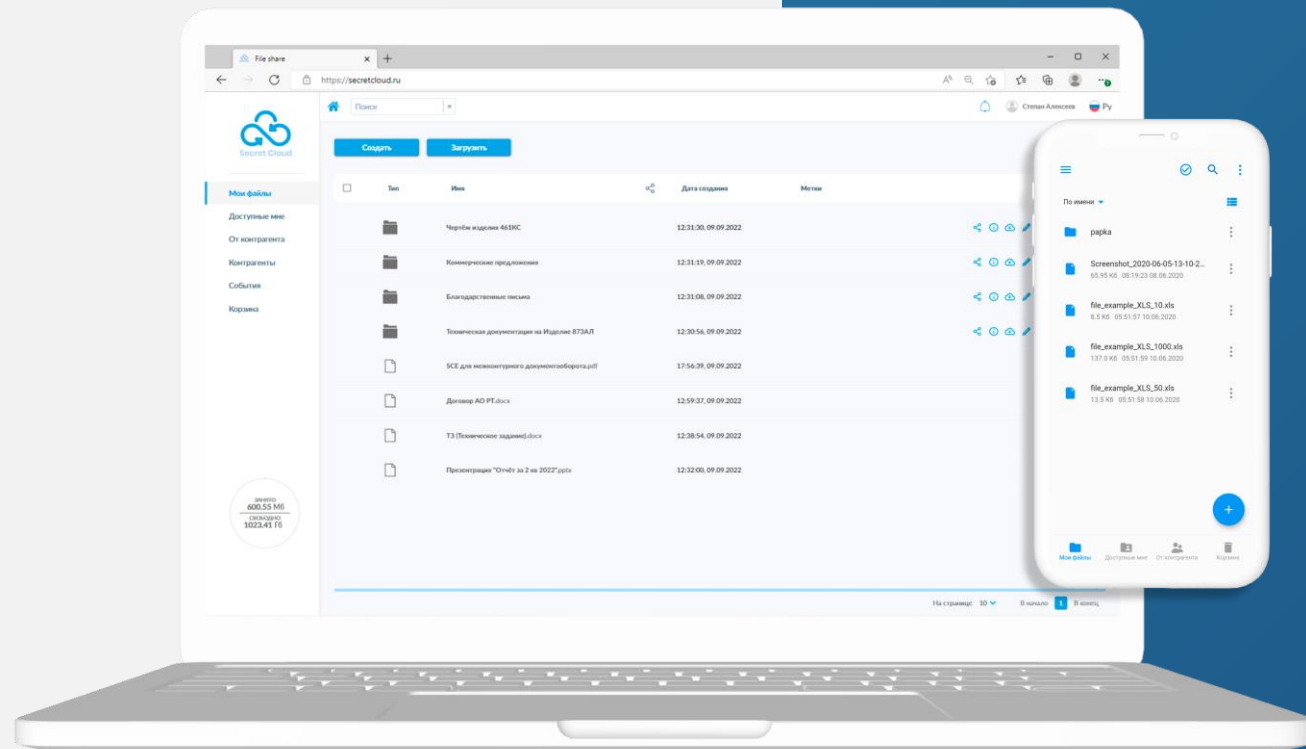 File share
https://secretcloud.ru
Поиск
Степан Алексеев
Ру
Secret Cloud
Создать
Загрузить
Мои файлы
Доступные мне
От контрагента
Контрагенты
События
Корзина
Тип Имя Дата создания Метки
Чертёж изделия 461КС 12:31:30, 09.09.2022
Коммерческие предложения 12:31:19, 09.09.2022
Благодарственные письма 12:31:08, 09.09.2022
Техническая документация на Изделие 873АЛ 12:30:56, 09.09.2022
SCE для межконтурного документооборота.pdf 17:56:39, 09.09.2022
Договор АО РТ.docx 12:59:37, 09.09.2022
ТЗ (Техническое задание).docx 12:38:54, 09.09.2022
Презентация "Отчёт за 2 кв 2022".pptx 12:32:00, 09.09.2022
ЗАНЯТО
600.55 Мб
СВОБОДНО
1023.41 Гб
На странице 10 В начало 1 В конец
По имени
papka
Screenshot_2020-06-05-13-10-2...
65.95 Кб 08:19:23 08.06.2020
file_example_XLS_10.xls
8.5 Кб 05:51:57 10.06.2020
file_example_XLS_1000.xls
137.0 Кб 05:51:59 10.06.2020
file_example_XLS_50.xls
13.5 Кб 05:51:58 10.06.2020
Мои файлы Доступные мне От контрагента Корзина